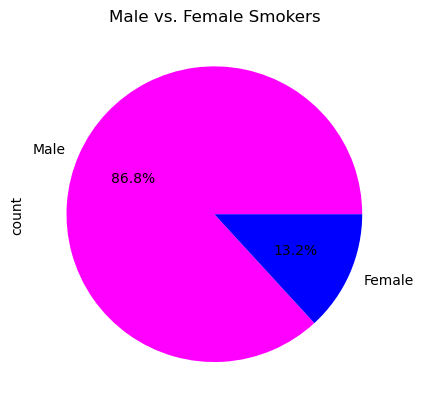 Male vs. Female Smokers
Male
86.8%
count
13.2%
Female